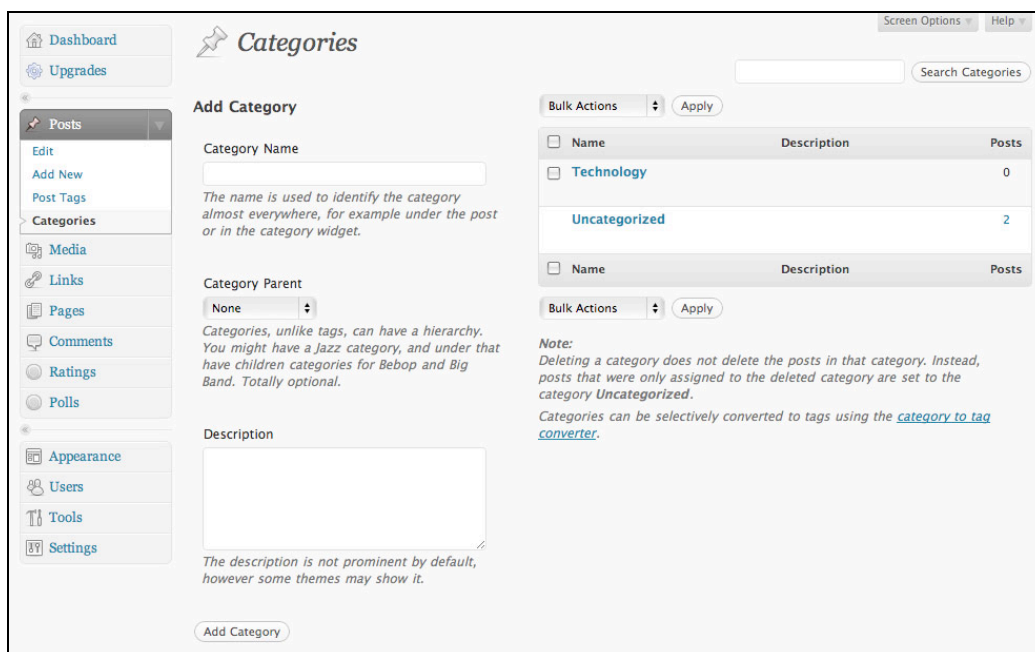 Screen Options
Help
Dashboard
Upgrades
Posts
Edit
Add New
Post Tags
Categories
Media
Links
Pages
Comments
Ratings
Polls
Appearance
Users
Tools
Settings
Categories
Search Categories
Add Category
Category Name
The name is used to identify the category
almost everywhere, for example under the post
or in the category widget.
Category Parent
None
Categories, unlike tags, can have a hierarchy.
You might have a Jazz category, and under that
have children categories for Bebop and Big
Band. Totally optional.
Description
The description is not prominent by default,
however some themes may show it.
Add Category
Bulk Actions Apply
Name Description Posts
Technology 0
Uncategorized 2
Name Description Posts
Bulk Actions Apply
Note:
Deleting a category does not delete the posts in that category. Instead,
posts that were only assigned to the deleted category are set to the
category Uncategorized.
Categories can be selectively converted to tags using the category to tag
converter.